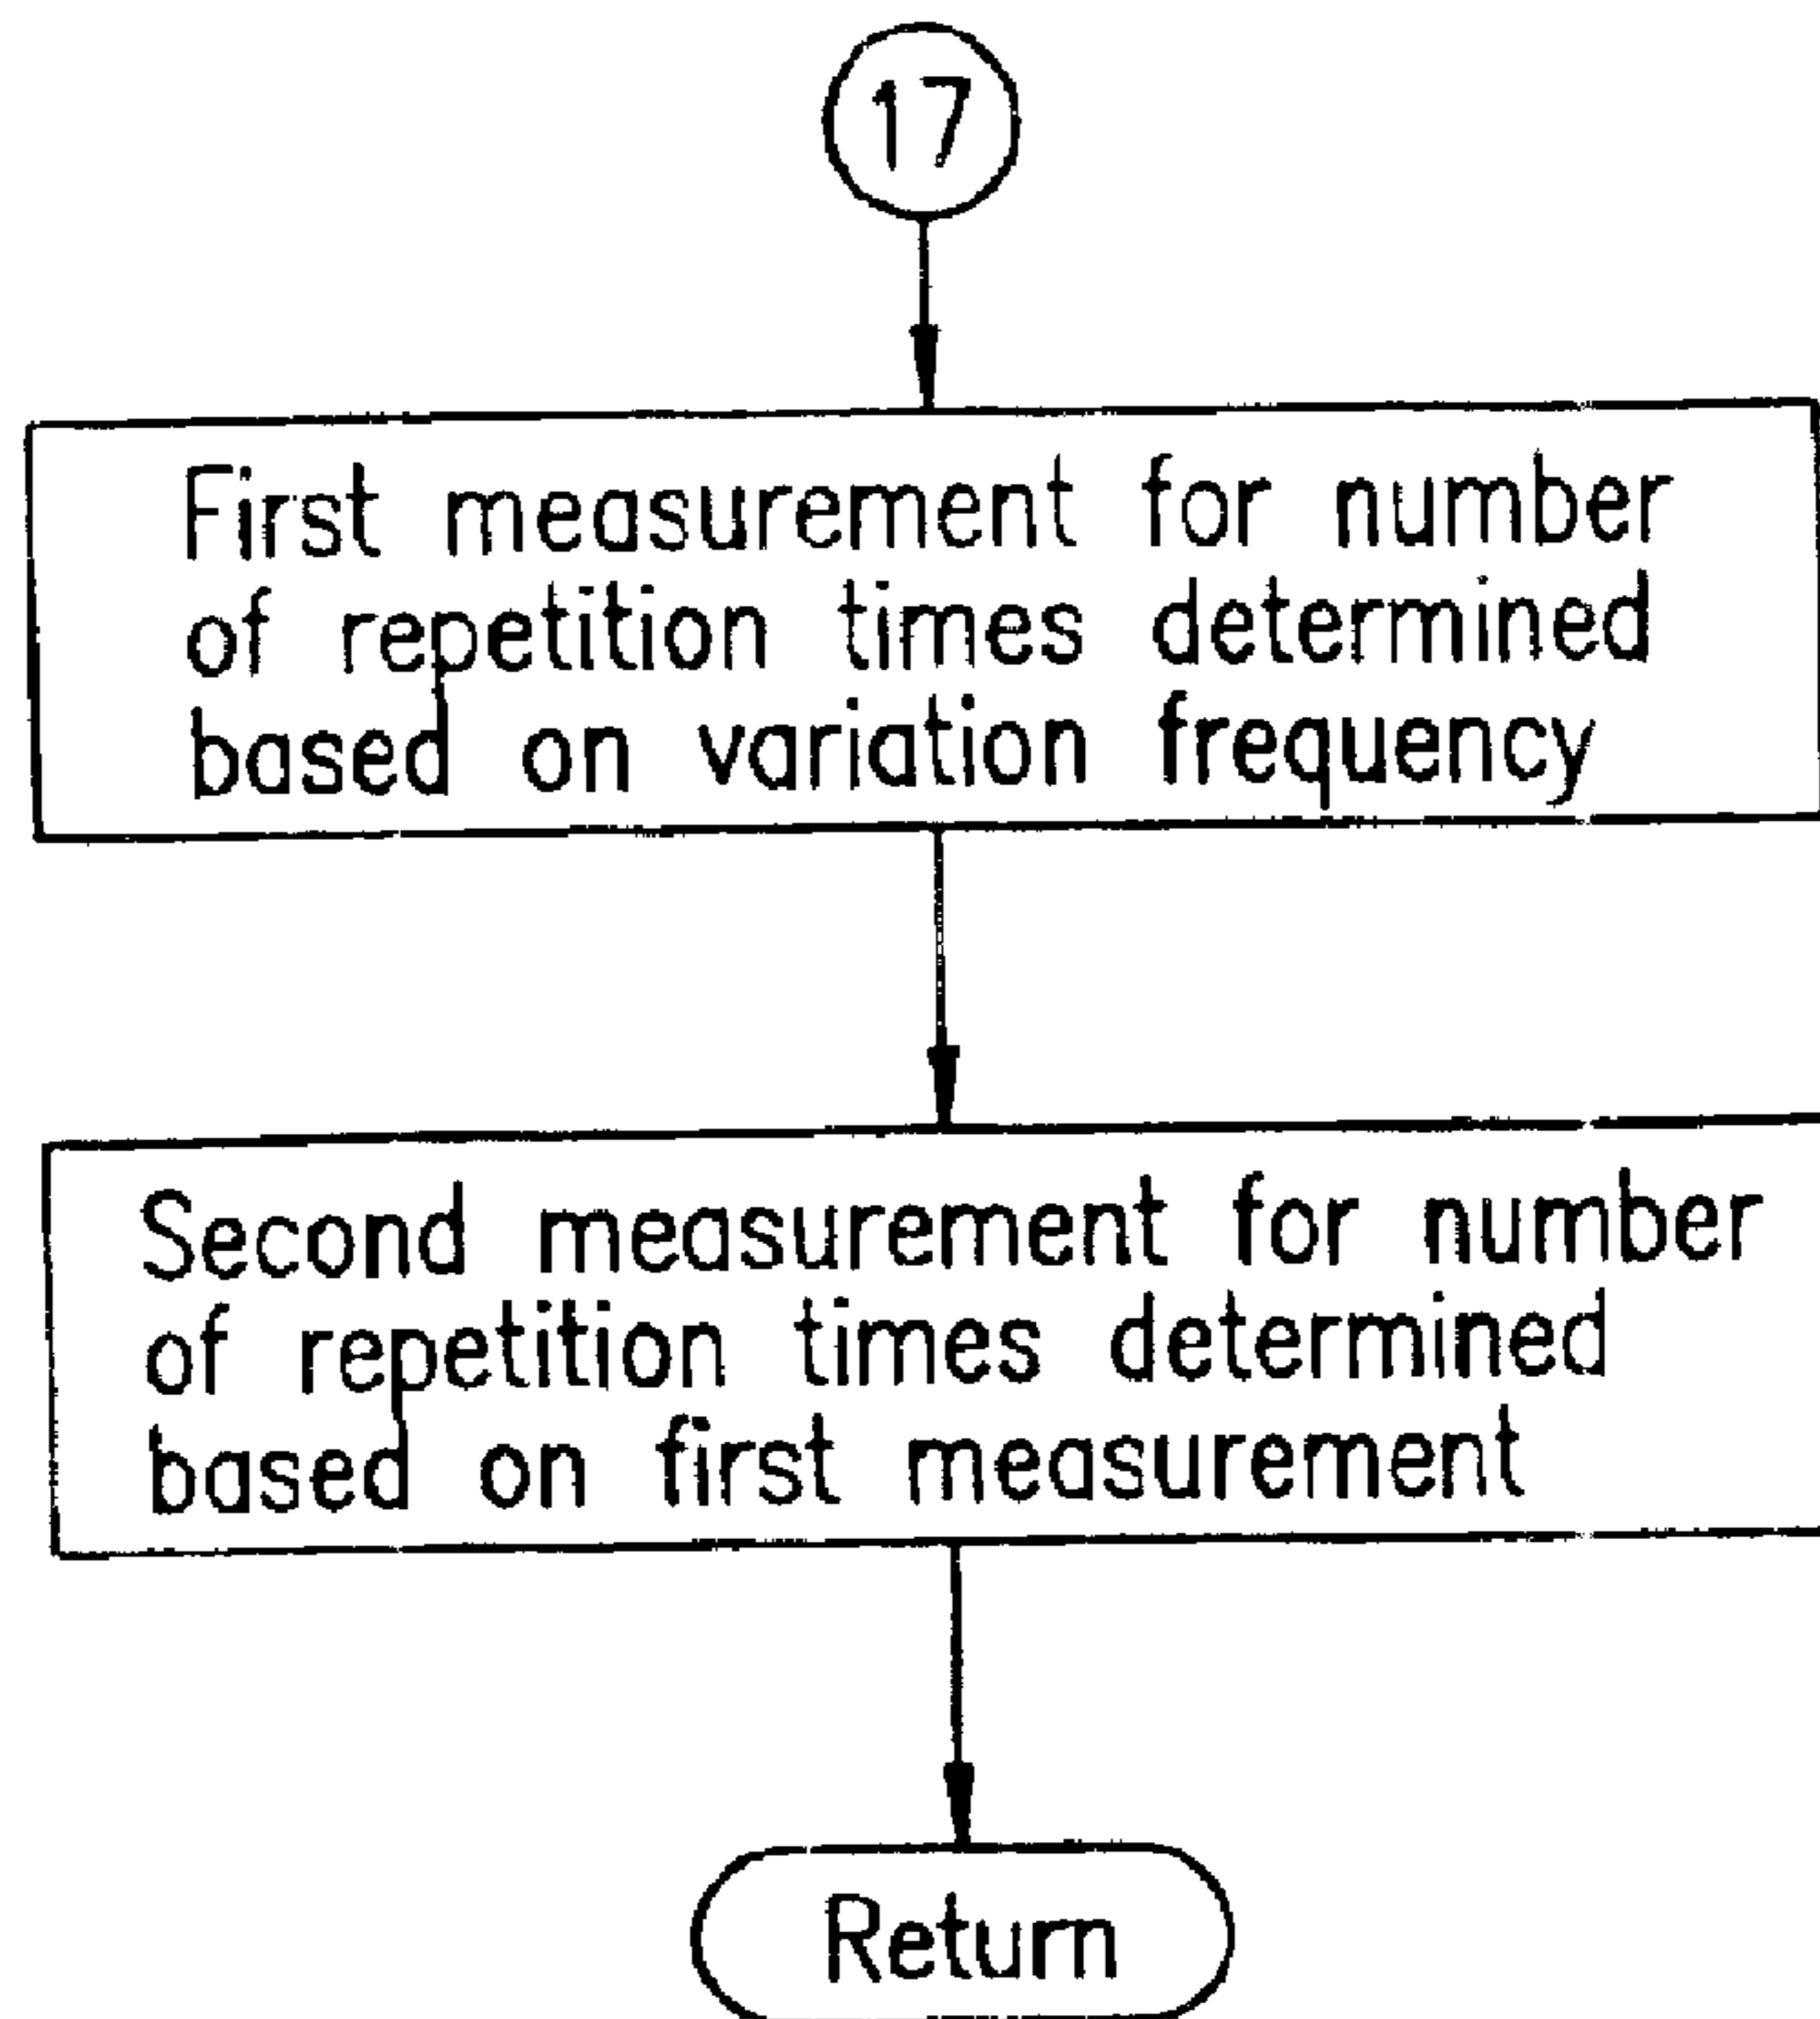 17
First measurement for number
of repetition times determined
based on variation frequency
Second measurement for number
of repetition times determined
based on first measurement
Return